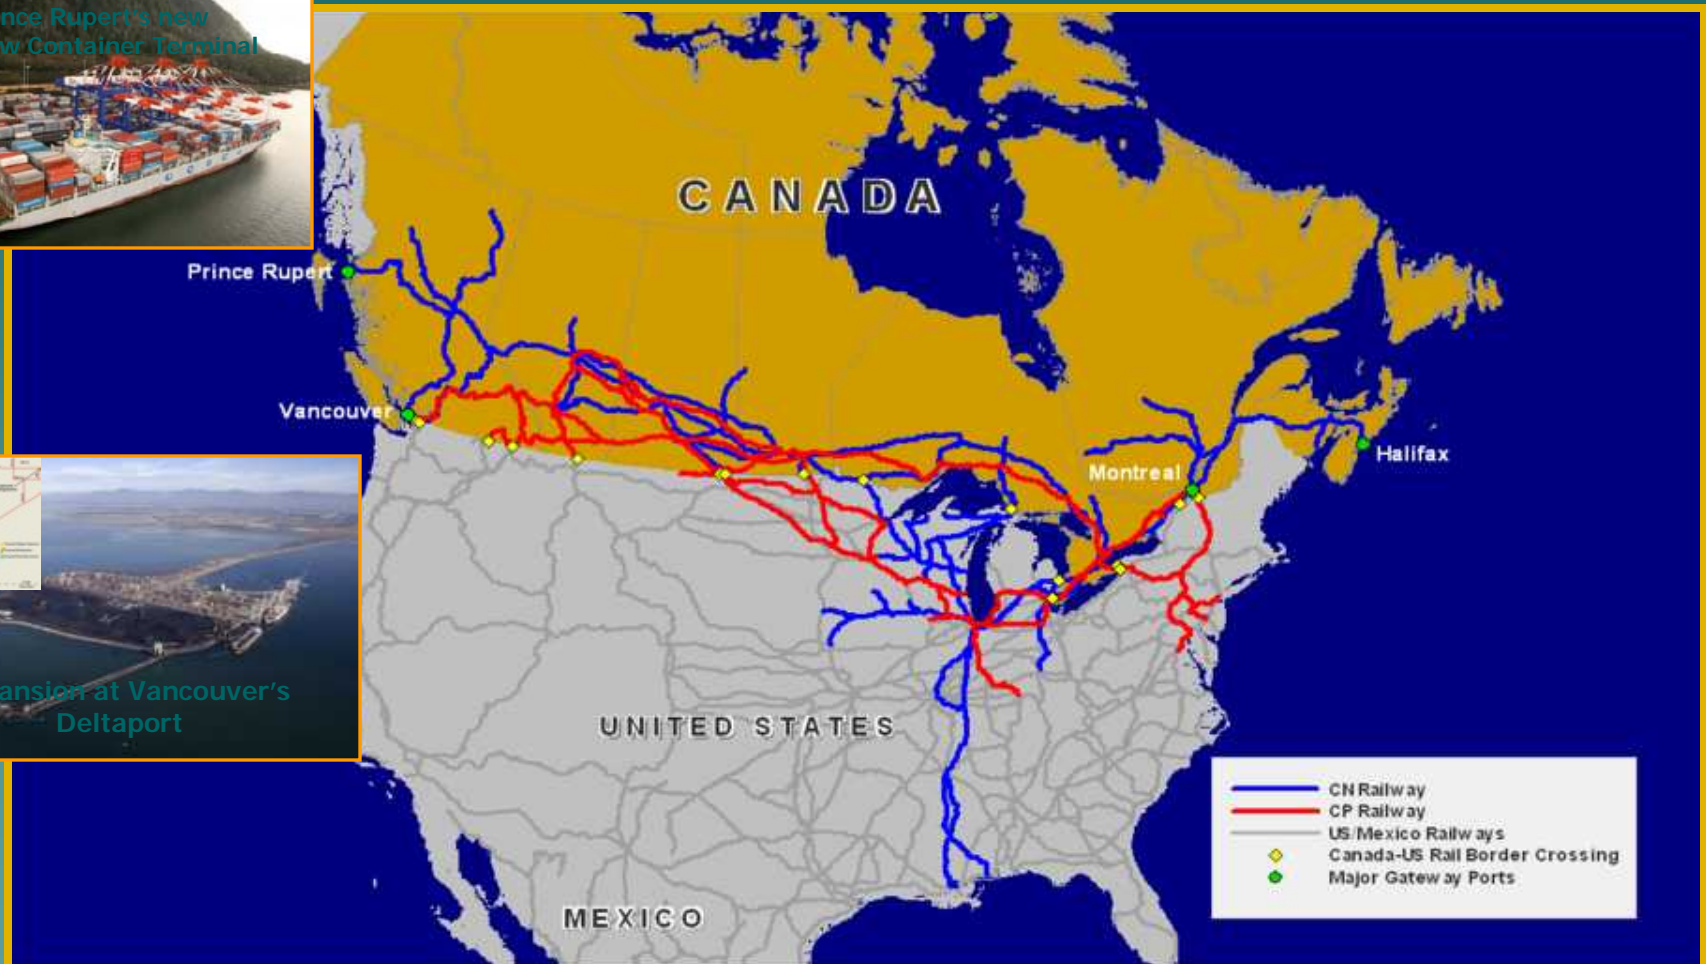 nce Rupert's new
w Container Terminal
CANADA
Prince Rupert
Vancouver
Montreal
Halifax
ansion at Vancouver's
Deltaport
UNITED STATES
MEXICO
CN Railway
CP Railway
US/Mexico Railways
Canada-US Rail Border Crossing
Major Gateway Ports